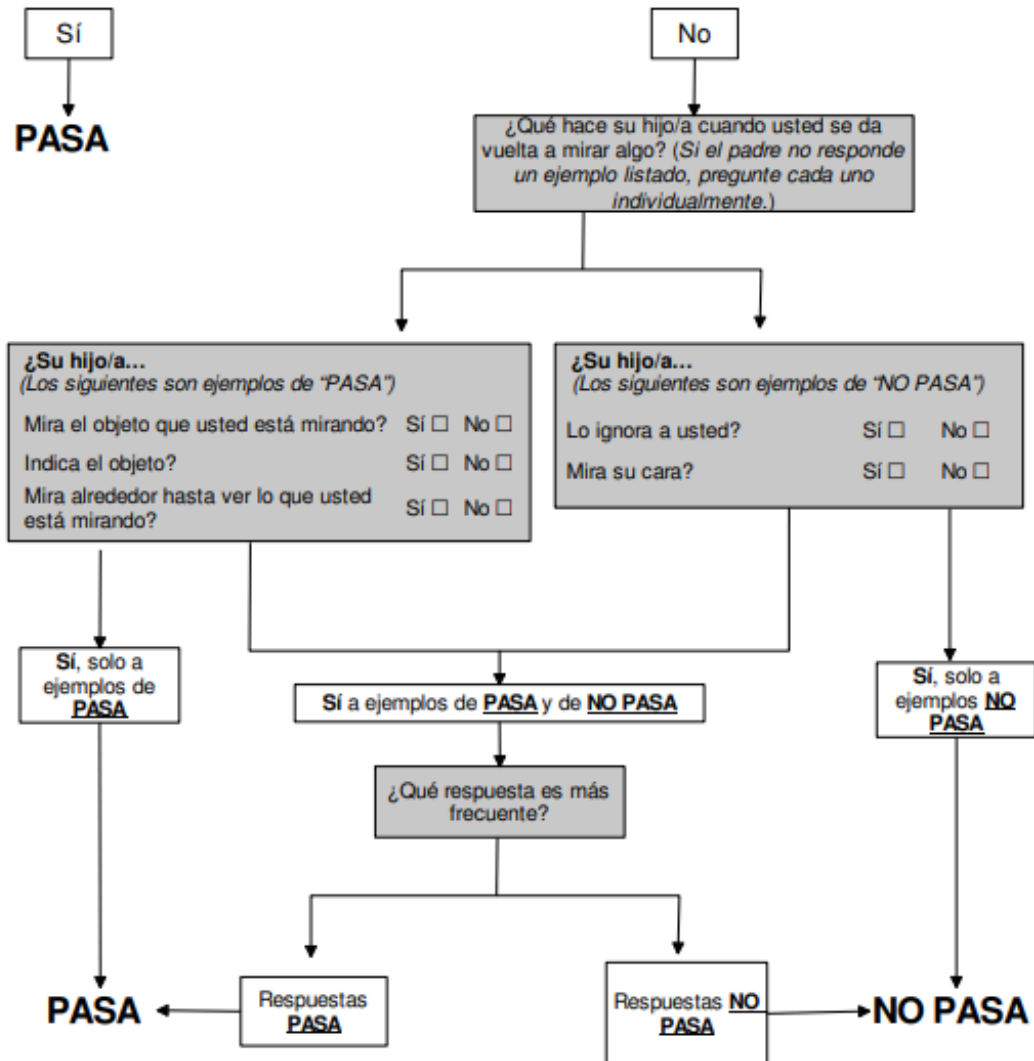 Sí
No
PASA
¿Qué hace su hijo/a cuando usted se da
vuelta a mirar algo? (Si el padre no responde
un ejemplo listado, pregunte cada uno
individualmente.)
¿Su hijo/a...
(Los siguientes son ejemplos de “PASA”)
Mira el objeto que usted está mirando? Sí ☐ No ☐
Indica el objeto? Sí ☐ No ☐
Mira alrededor hasta ver lo que usted
está mirando? Sí ☐ No ☐
¿Su hijo/a...
(Los siguientes son ejemplos de “NO PASA”)
Lo ignora a usted? Sí ☐ No ☐
Mira su cara? Sí ☐ No ☐
Sí, solo a
ejemplos de
PASA
Sí a ejemplos de PASA y de NO PASA
Sí, solo a
ejemplos NO
PASA
¿Qué respuesta es más
frecuente?
PASA
Respuestas
PASA
Respuestas NO
PASA
NO PASA